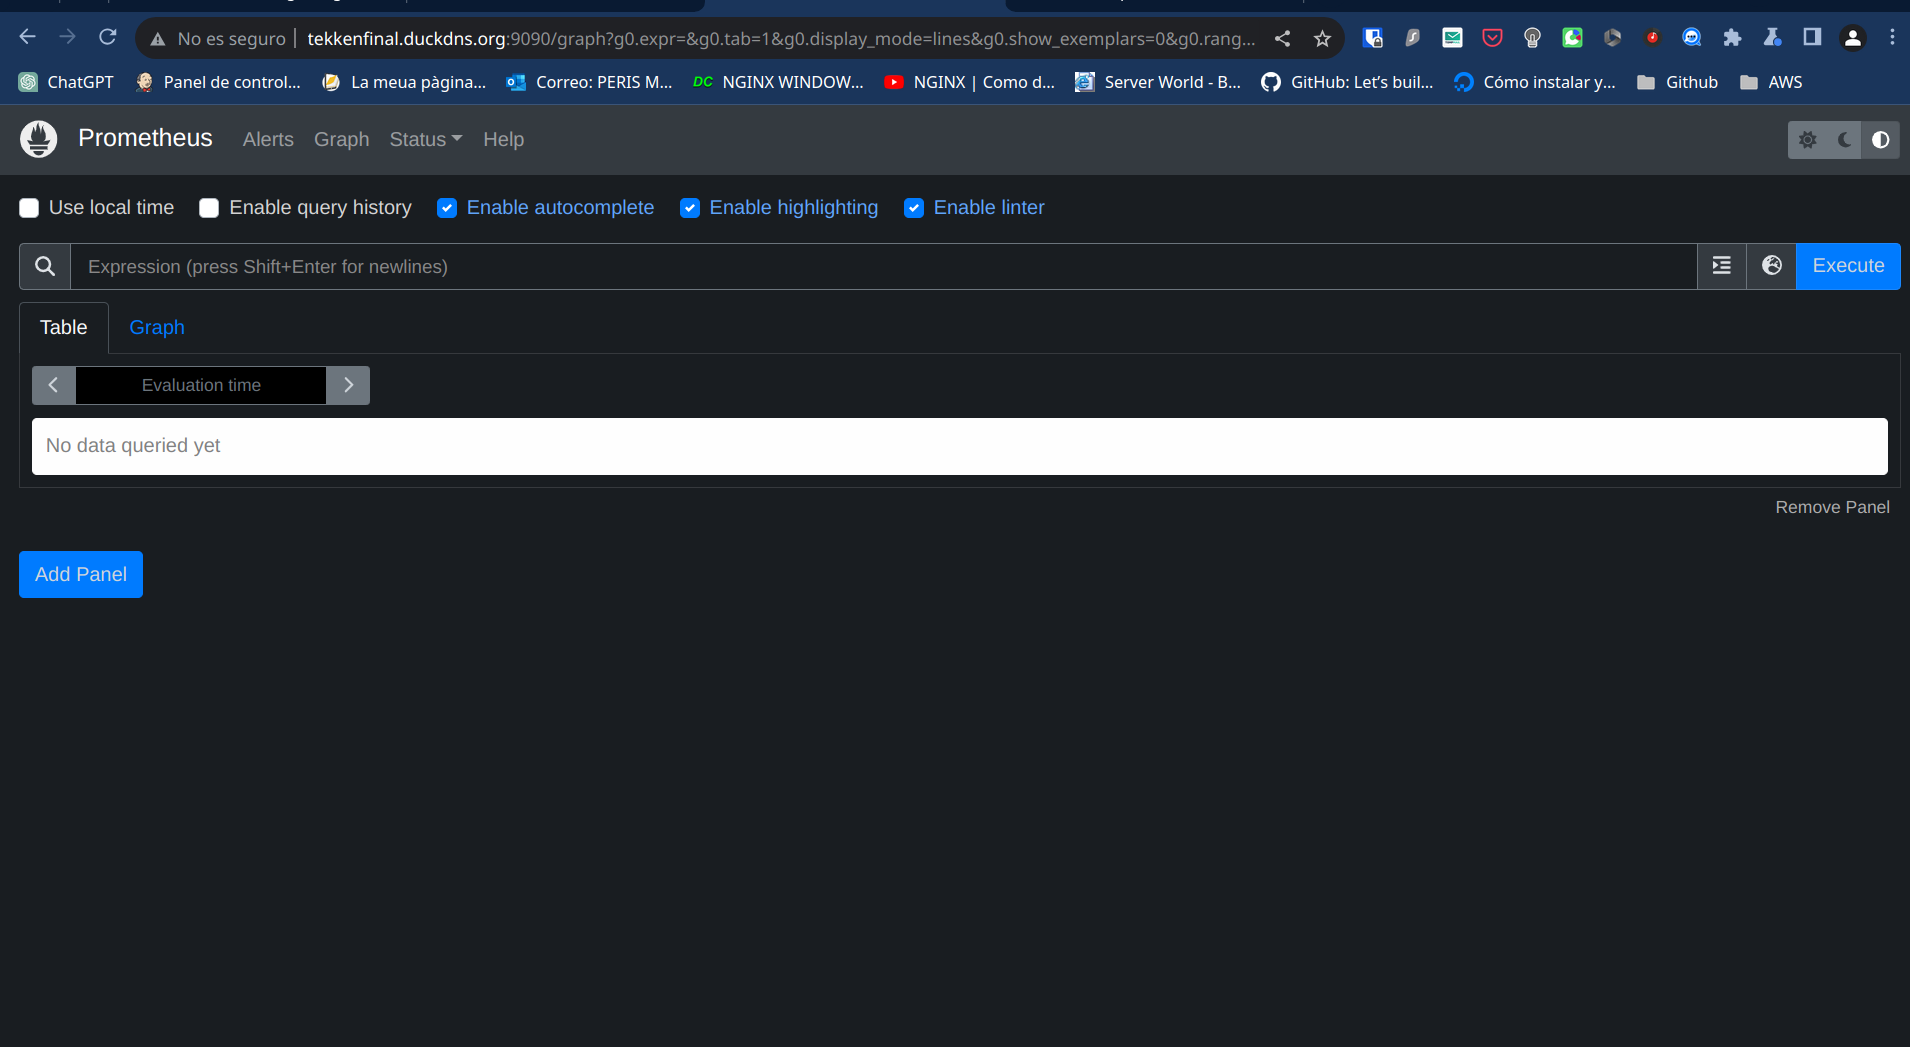 No es seguro tekkenfinal.duckdns.org:9090/graph?g0.expr=&g0.tab=1&g0.display_mode=lines&g0.show_exemplars=0&g0.rang...
ChatGPT Panel de control... La meua pàgina... Correo: PERIS M... DC NGINX WINDOW... NGINX | Como d... Server World - B... GitHub: Let's buil... Cómo instalar y... Github AWS
Prometheus Alerts Graph Status Help
Use local time Enable query history Enable autocomplete Enable highlighting Enable linter
Expression (press Shift+Enter for newlines) Execute
Table Graph
Evaluation time
No data queried yet
Remove Panel
Add Panel